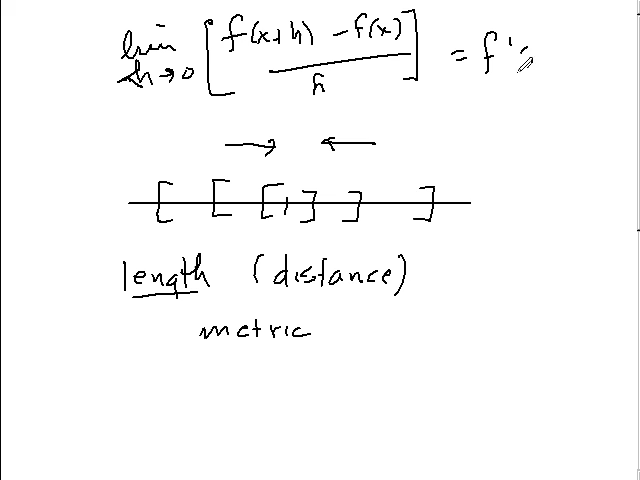 lim h→0 [ f(x+h) - f(x) / h ] = f'
length (distance)
metric